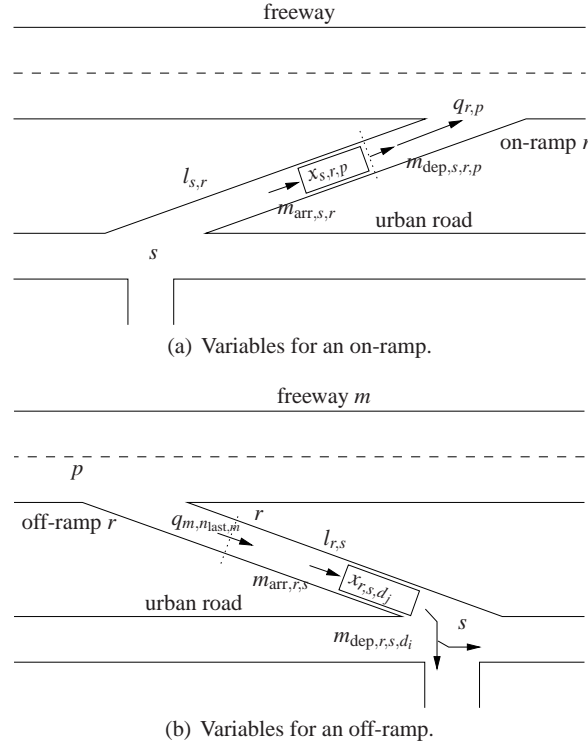 freeway
q_{r,p}
on-ramp r
x_{s,r,p}
m_{dep,s,r,p}
l_{s,r}
m_{arr,s,r}
urban road
s
(a) Variables for an on-ramp.
freeway m
p
off-ramp r
q_{m,n_{last,m}}
r
l_{r,s}
m_{arr,r,s}
x_{r,s,d_j}
urban road
m_{dep,r,s,d_i}
s
(b) Variables for an off-ramp.